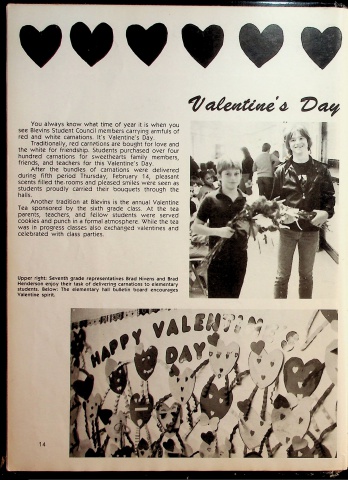 Valentine's Day
You always know what time of year it is when you
see Blevins Student Council members carrying armfuls of
red and white carnations. It's Valentine's Day.
Traditionally, red carnations are bought for love and
the white for friendship. Students purchased over four
hundred carnations for sweethearts family members,
friends, and teachers for this Valentine's Day.
After the bundles of carnations were delivered
during fifth period Thursday, February 14, pleasant
scents filled the rooms and pleased smiles were seen as
students proudly carried their bouquets through the
halls.
Another tradition at Blevins is the annual Valentine
Tea sponsored by the sixth grade class. At the tea
parents, teachers, and fellow students were served
cookies and punch in a formal atmosphere. While the tea
was in progress classes also exchanged valentines and
celebrated with class parties.
Upper right: Seventh grade representatives Brad Nivens and Brad
Henderson enjoy their task of delivering carnations to elementary
students. Below: The elementary hall bulletin board encourages
Valentine spirit.
HAPPY VALENTINE
DAY
14